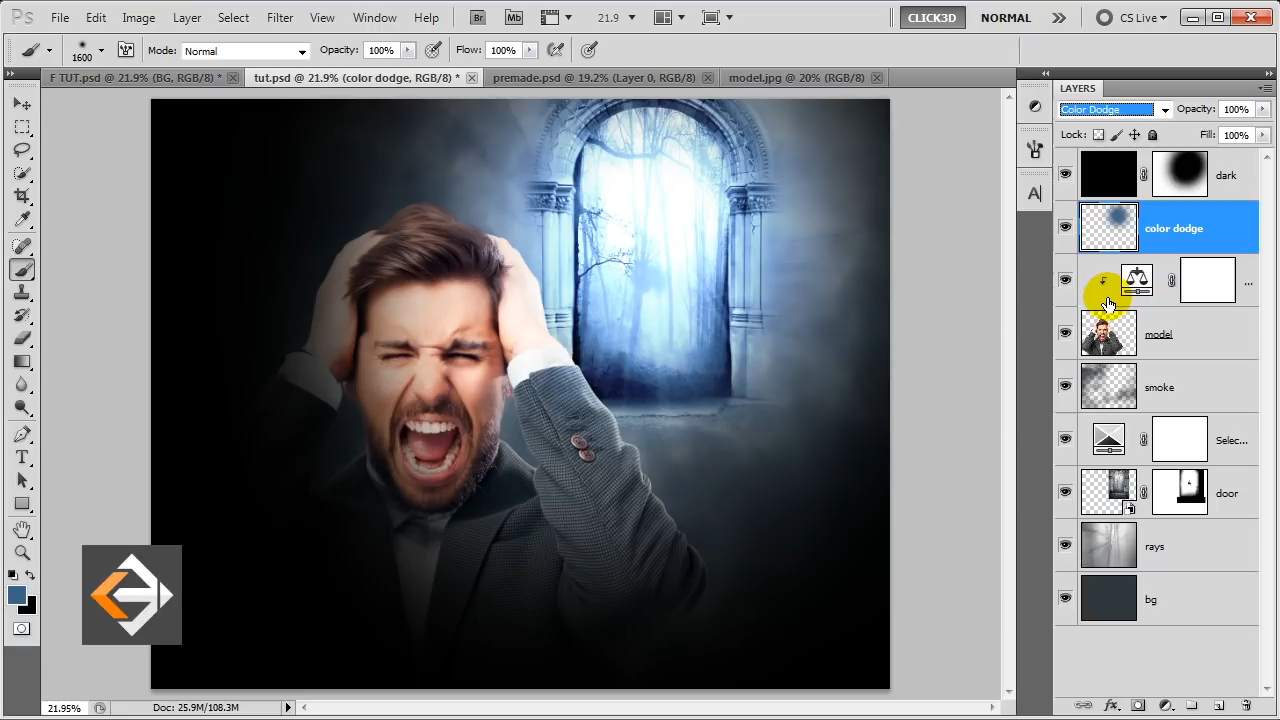 Ps File Edit Image Layer Select Filter View Window Help Br Mb 21.9 CLICK3D NORMAL CS Live
1600 Mode: Normal Opacity: 100% Flow: 100%
F TUT.psd @ 21.9% (BG, RGB/8) * tut.psd @ 21.9% (color dodge, RGB/8) * premade.psd @ 19.2% (Layer 0, RGB/8) model.jpg @ 20% (RGB/8)
LAYERS
Color Dodge Opacity: 100%
Lock: Fill: 100%
dark
color dodge
...
model
smoke
Selec...
door
rays
bg
21.95% Doc: 25.9M/108.3M